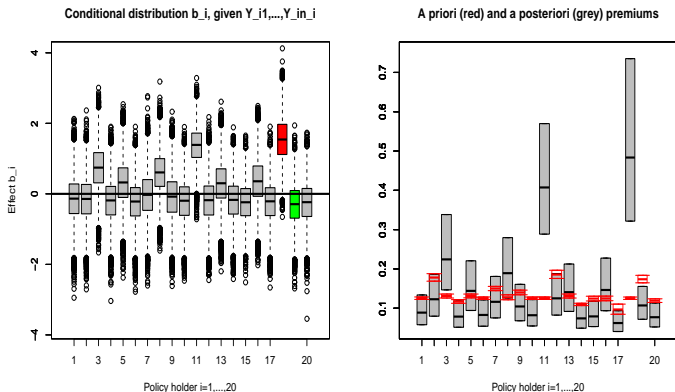 Conditional distribution b_i, given Y_i1,...,Y_in_i
Effect b_i
4
2
0
-2
-4
1 3 5 7 9 11 13 15 17 20
Policy holder i=1,...,20
A priori (red) and a posteriori (grey) premiums
0.7
0.6
0.5
0.4
0.3
0.2
0.1
1 3 5 7 9 11 13 15 17 20
Policy holder i=1,...,20